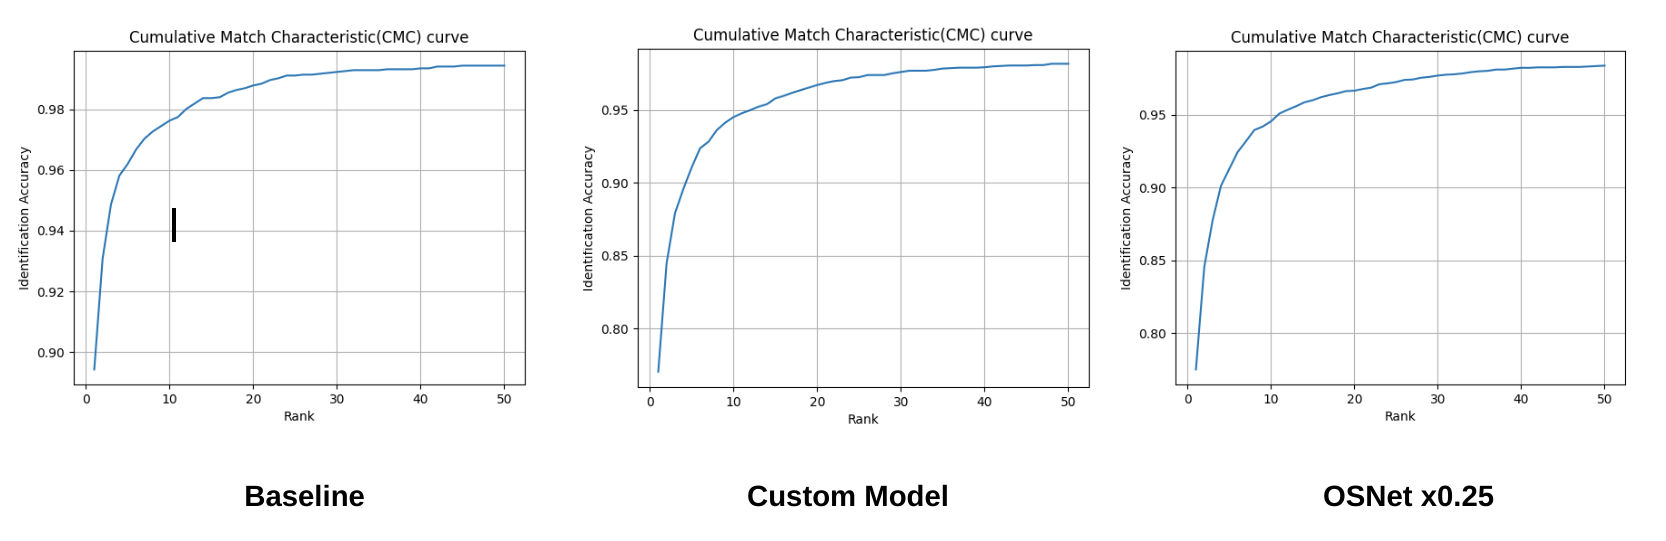 Cumulative Match Characteristic(CMC) curve
Identification Accuracy
0.98
0.96
0.94
0.92
0.90
0 10 20 30 40 50
Rank
Baseline
Cumulative Match Characteristic(CMC) curve
Identification Accuracy
0.95
0.90
0.85
0.80
0 10 20 30 40 50
Rank
Custom Model
Cumulative Match Characteristic(CMC) curve
Identification Accuracy
0.95
0.90
0.85
0.80
0 10 20 30 40 50
Rank
OSNet x0.25